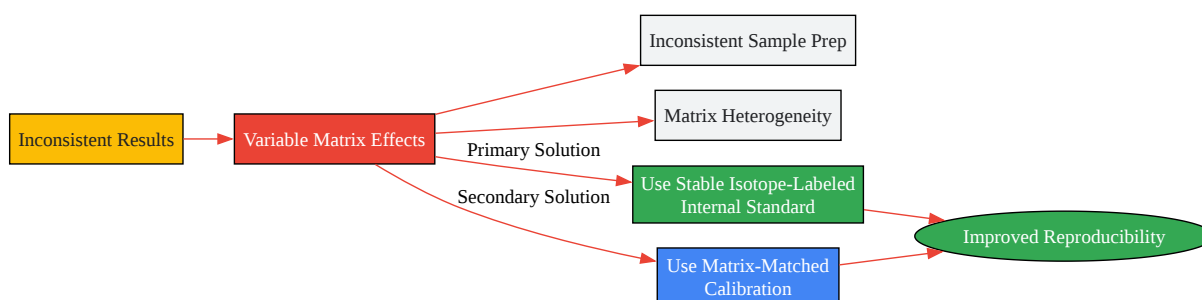 Inconsistent Results
Variable Matrix Effects
Inconsistent Sample Prep
Matrix Heterogeneity
Primary Solution
Use Stable Isotope-Labeled
Internal Standard
Secondary Solution
Use Matrix-Matched
Calibration
Improved Reproducibility